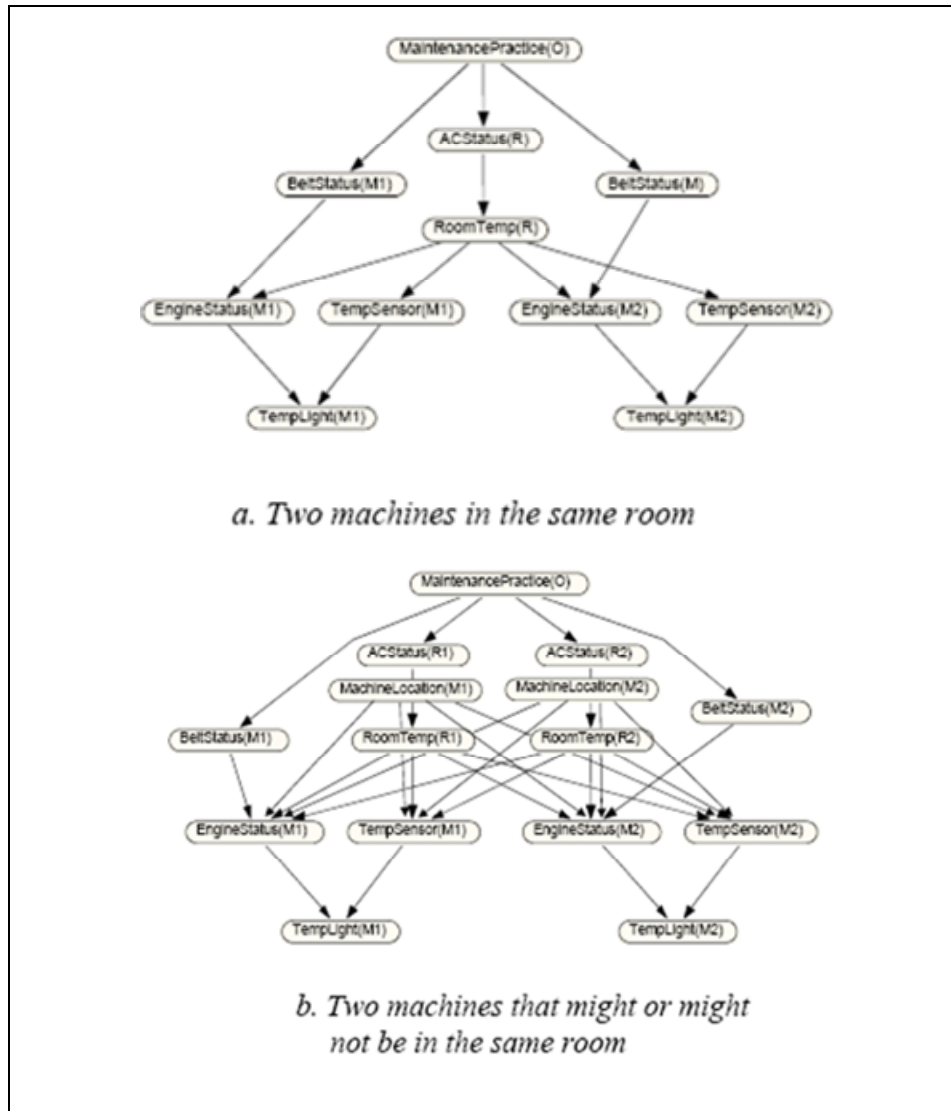 MaintenancePractice(O)
ACStatus(R)
BeltStatus(M1) BeltStatus(M)
RoomTemp(R)
EngineStatus(M1) TempSensor(M1) EngineStatus(M2) TempSensor(M2)
TempLight(M1) TempLight(M2)
a. Two machines in the same room
MaintenancePractice(O)
ACStatus(R1) ACStatus(R2)
MachineLocation(M1) MachineLocation(M2)
BeltStatus(M2)
BeltStatus(M1) RoomTemp(R1) RoomTemp(R2)
EngineStatus(M1) TempSensor(M1) EngineStatus(M2) TempSensor(M2)
TempLight(M1) TempLight(M2)
b. Two machines that might or might
not be in the same room